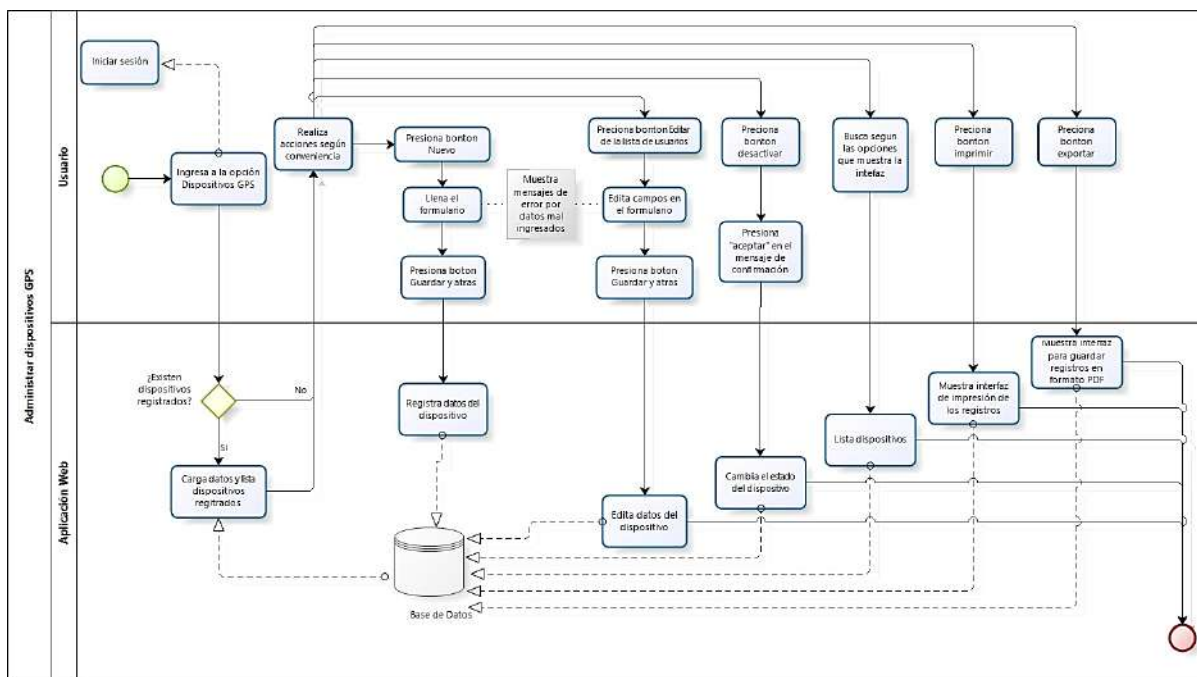 Administrar dispositivos GPS
Usuario
Iniciar sesión
Ingresa a la opción
Dispositivos GPS
Realiza
acciones según
conveniencia
Presiona bonton
Nuevo
Llena el
formulario
Presiona boton
Guardar y atras
Muestra
mensajes de
error por
datos mal
ingresados
Preciona bonton Editar
de la lista de usuarios
Edita campos en
el formulario
Presiona boton
Guardar y atras
Preciona bonton
desactivar
Presiona
"aceptar" en el
mensaje de
confirmación
Busca segun
las opciones
que muestra la
intefaz
Preciona
bonton
imprimir
Preciona
bonton
exportar
Aplicación Web
¿Existen
dispositivos
registrados?
No
Si
Carga datos y lista
dispositivos
regitrados
Registra datos del
dispositivo
Base de Datos
Edita datos del
dispositivo
Cambia el estado
del dispositivo
Lista dispositivos
Muestra interfaz
de impresión de
los registros
Muestra interfaz
para guardar
registros en
formato PDF